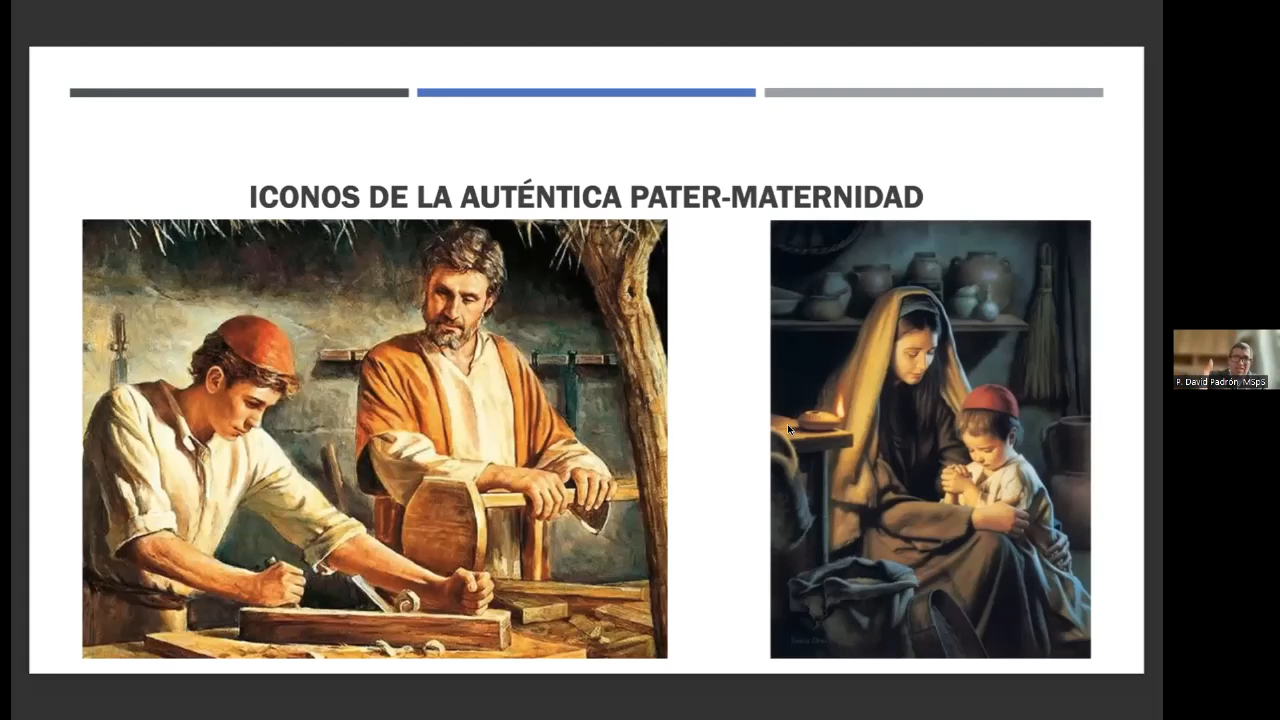 ICONOS DE LA AUTÉNTICA PATER-MATERNIDAD
P. David Padrón, MSpS